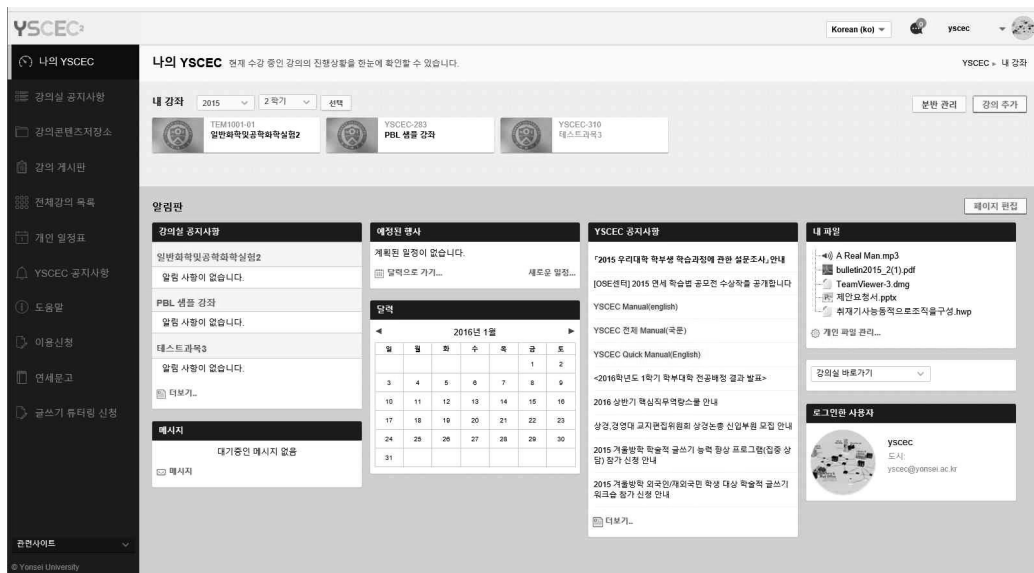 YSCEC²
Korean (ko)
yscec
나의 YSCEC
강의실 공지사항
강의콘텐츠저장소
강의 게시판
전체강의 목록
개인 일정표
YSCEC 공지사항
도움말
이용신청
연세문고
글쓰기 튜터링 신청
관련사이트
© Yonsei University
나의 YSCEC 현재 수강 중인 강의의 진행상황을 한눈에 확인할 수 있습니다.
YSCEC » 내 강좌
내 강좌 2015 2 학기 선택
분반 관리 강의 추가
TEM1001-01
일반화학및공학화학실험2
YSCEC-283
PBL 샘플 강좌
YSCEC-310
테스트과목3
알림판
페이지 편집
강의실 공지사항
일반화학및공학화학실험2
알림 사항이 없습니다.
PBL 샘플 강좌
알림 사항이 없습니다.
테스트과목3
알림 사항이 없습니다.
더보기...
메시지
대기중인 메시지 없음
메시지
예정된 행사
계획된 일정이 없습니다.
달력으로 가기... 새로운 일정...
달력
◄ 2016년 1월 ►
일 월 화 수 목 금 토
1 2
3 4 5 6 7 8 9
10 11 12 13 14 15 16
17 18 19 20 21 22 23
24 25 26 27 28 29 30
31
YSCEC 공지사항
「2015 우리대학 학부생 학습과정에 관한 설문조사」 안내
[OSE센터] 2015 연세 학습법 공모전 수상작을 공개합니다
YSCEC Manual(english)
YSCEC 전체 Manual(국문)
YSCEC Quick Manual(English)
<2016학년도 1학기 학부대학 전공배정 결과 발표>
2016 상반기 핵심직무역량스쿨 안내
상경,경영대 교지편집위원회 상경논총 신입부원 모집 안내
2015 겨울방학 학술적 글쓰기 능력 향상 프로그램(집중 상
담) 참가 신청 안내
2015 겨울방학 외국인/재외국민 학생 대상 학술적 글쓰기
워크숍 참가 신청 안내
더보기...
내 파일
A Real Man.mp3
bulletin2015_2(1).pdf
TeamViewer-3.dmg
제안요청서.pptx
취재기사능동적으로조직을구성.hwp
개인 파일 관리...
강의실 바로가기
로그인한 사용자
yscec
도시:
yscec@yonsei.ac.kr